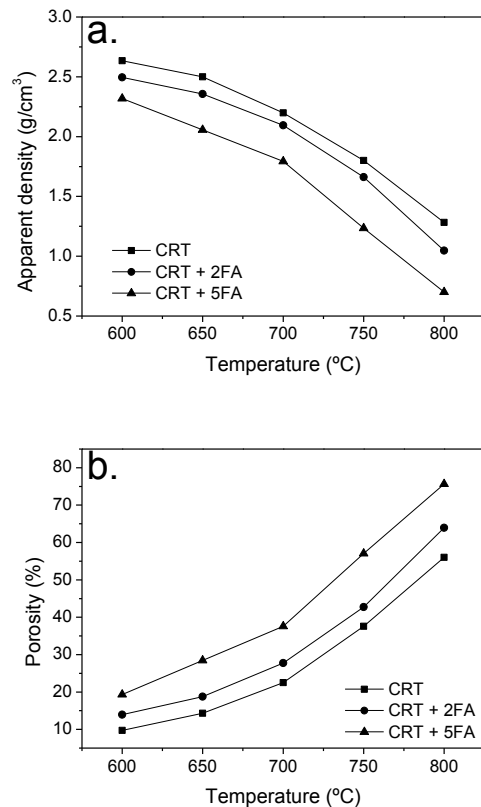 a.
3.0
2.5
2.0
1.5
1.0
0.5
Apparent density (g/cm³)
CRT
CRT + 2FA
CRT + 5FA
600 650 700 750 800
Temperature (ºC)
b.
80
70
60
50
40
30
20
10
Porosity (%)
CRT
CRT + 2FA
CRT + 5FA
600 650 700 750 800
Temperature (ºC)